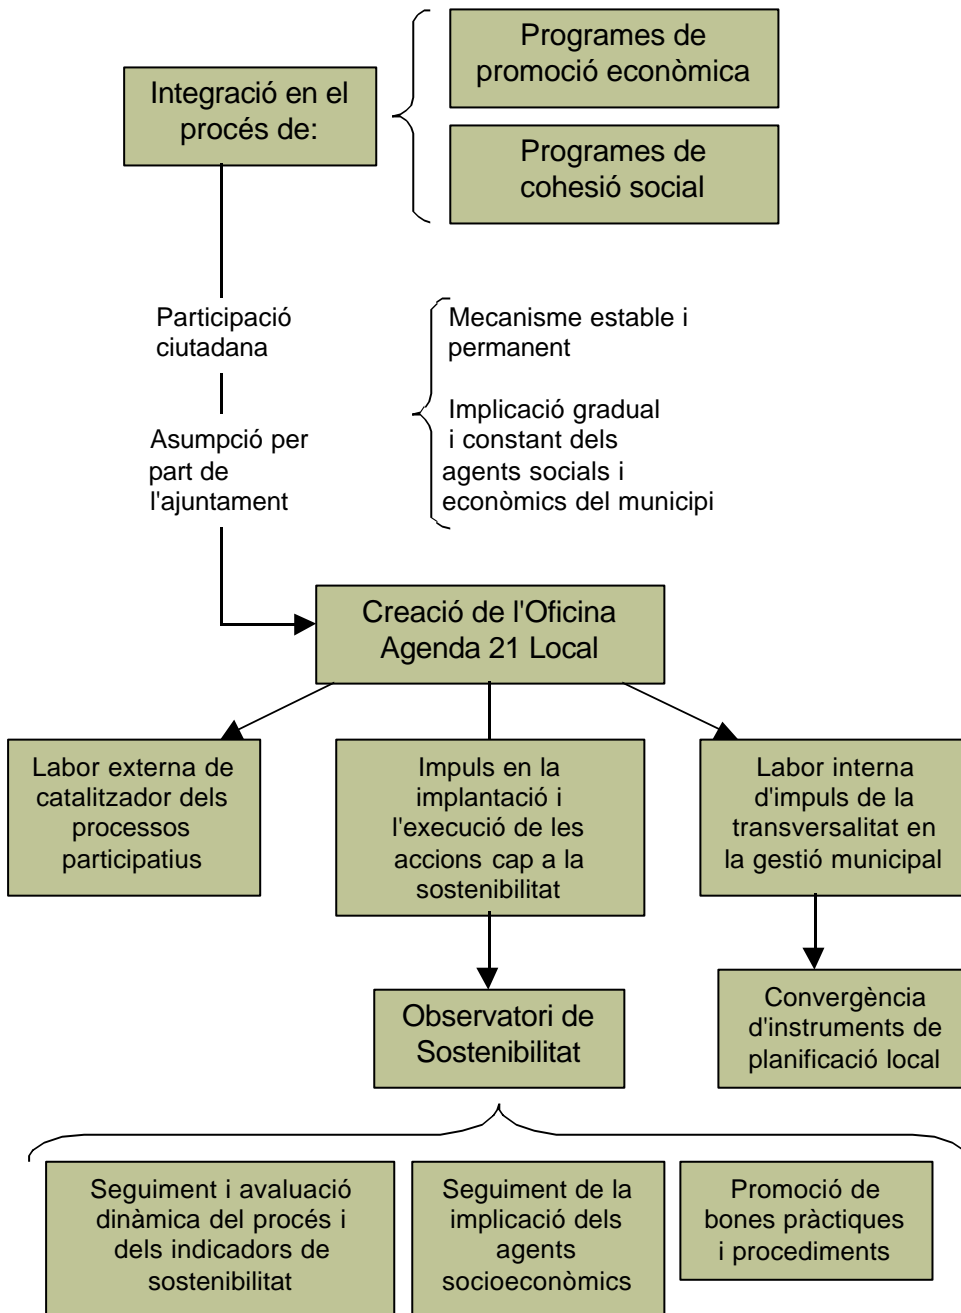 Integració en el
procés de:
Programes de
promoció econòmica
Programes de
cohesió social
Participació
ciutadana
Mecanisme estable i
permanent
Asumpció per
part de
l'ajuntament
Implicació gradual
i constant dels
agents socials i
econòmics del municipi
Creació de l'Oficina
Agenda 21 Local
Labor externa de
catalitzador dels
processos
participatius
Impuls en la
implantació i
l'execució de les
accions cap a la
sostenibilitat
Labor interna
d'impuls de la
transversalitat en
la gestió municipal
Observatori de
Sostenibilitat
Convergència
d'instruments de
planificació local
Seguiment i avaluació
dinàmica del procés i
dels indicadors de
sostenibilitat
Seguiment de la
implicació dels
agents
socioeconòmics
Promoció de
bones pràctiques
i procediments